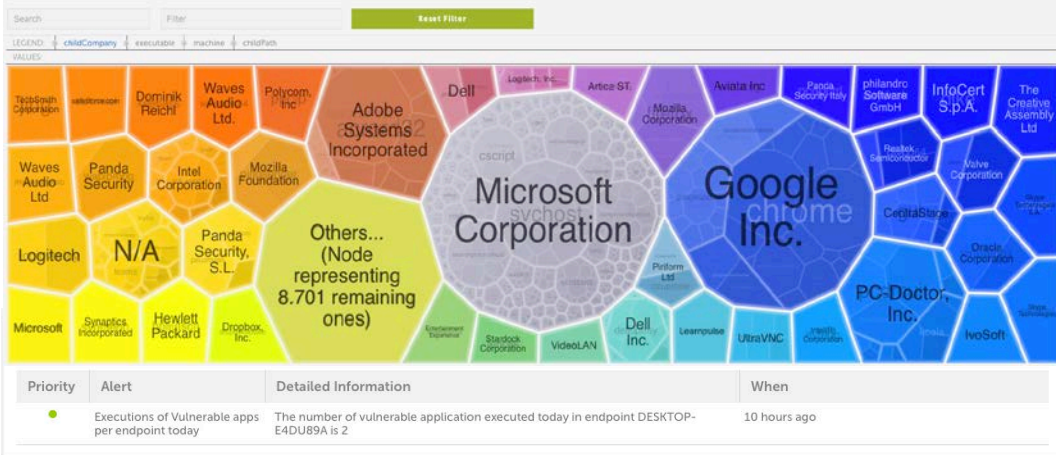 Search
Filter
Reset Filter
LEGEND:
childCompany
executable
machine
childPath
VALUES:
TechSmith Corporation
salesforce.com
Dominik Reichl
Waves Audio Ltd.
Polycom, Inc
Adobe Systems Incorporated
Dell
Logitech, Inc.
Artice ST.
Mozilla Corporation
Aviata Inc
Panda Security Italy
philandro Software GmbH
InfoCert S.p.A.
The Creative Assembly Ltd
Waves Audio Ltd
Panda Security
Intel Corporation
Mozilla Foundation
cscript
Microsoft Corporation
svchost
Google Inc.
chrome
Realtek Semiconductor
Valve Corporation
CentraStage
Logitech
N/A
Panda Security, S.L.
Others...
(Node
representing
8.701 remaining
ones)
Piriform Ltd
Oracle Corporation
PC-Doctor, Inc.
Microsoft
Synaptics Incorporated
Hewlett Packard
Dropbox, Inc.
Stardock Corporation
VideoLAN
Dell Inc.
Learnpulse
UltraVNC
IvoSoft
Priority
Alert
Detailed Information
When
Executions of Vulnerable apps
per endpoint today
The number of vulnerable application executed today in endpoint DESKTOP-
E4DU89A is 2
10 hours ago